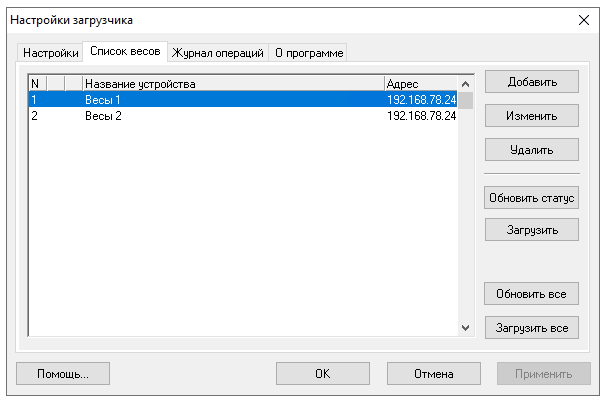 Настройки загрузчика
Настройки Список весов Журнал операций О программе
N Название устройства Адрес
1 Весы 1 192.168.78.24
2 Весы 2 192.168.78.24
Добавить
Изменить
Удалить
Обновить статус
Загрузить
Обновить все
Загрузить все
Помощь... OK Отмена Применить